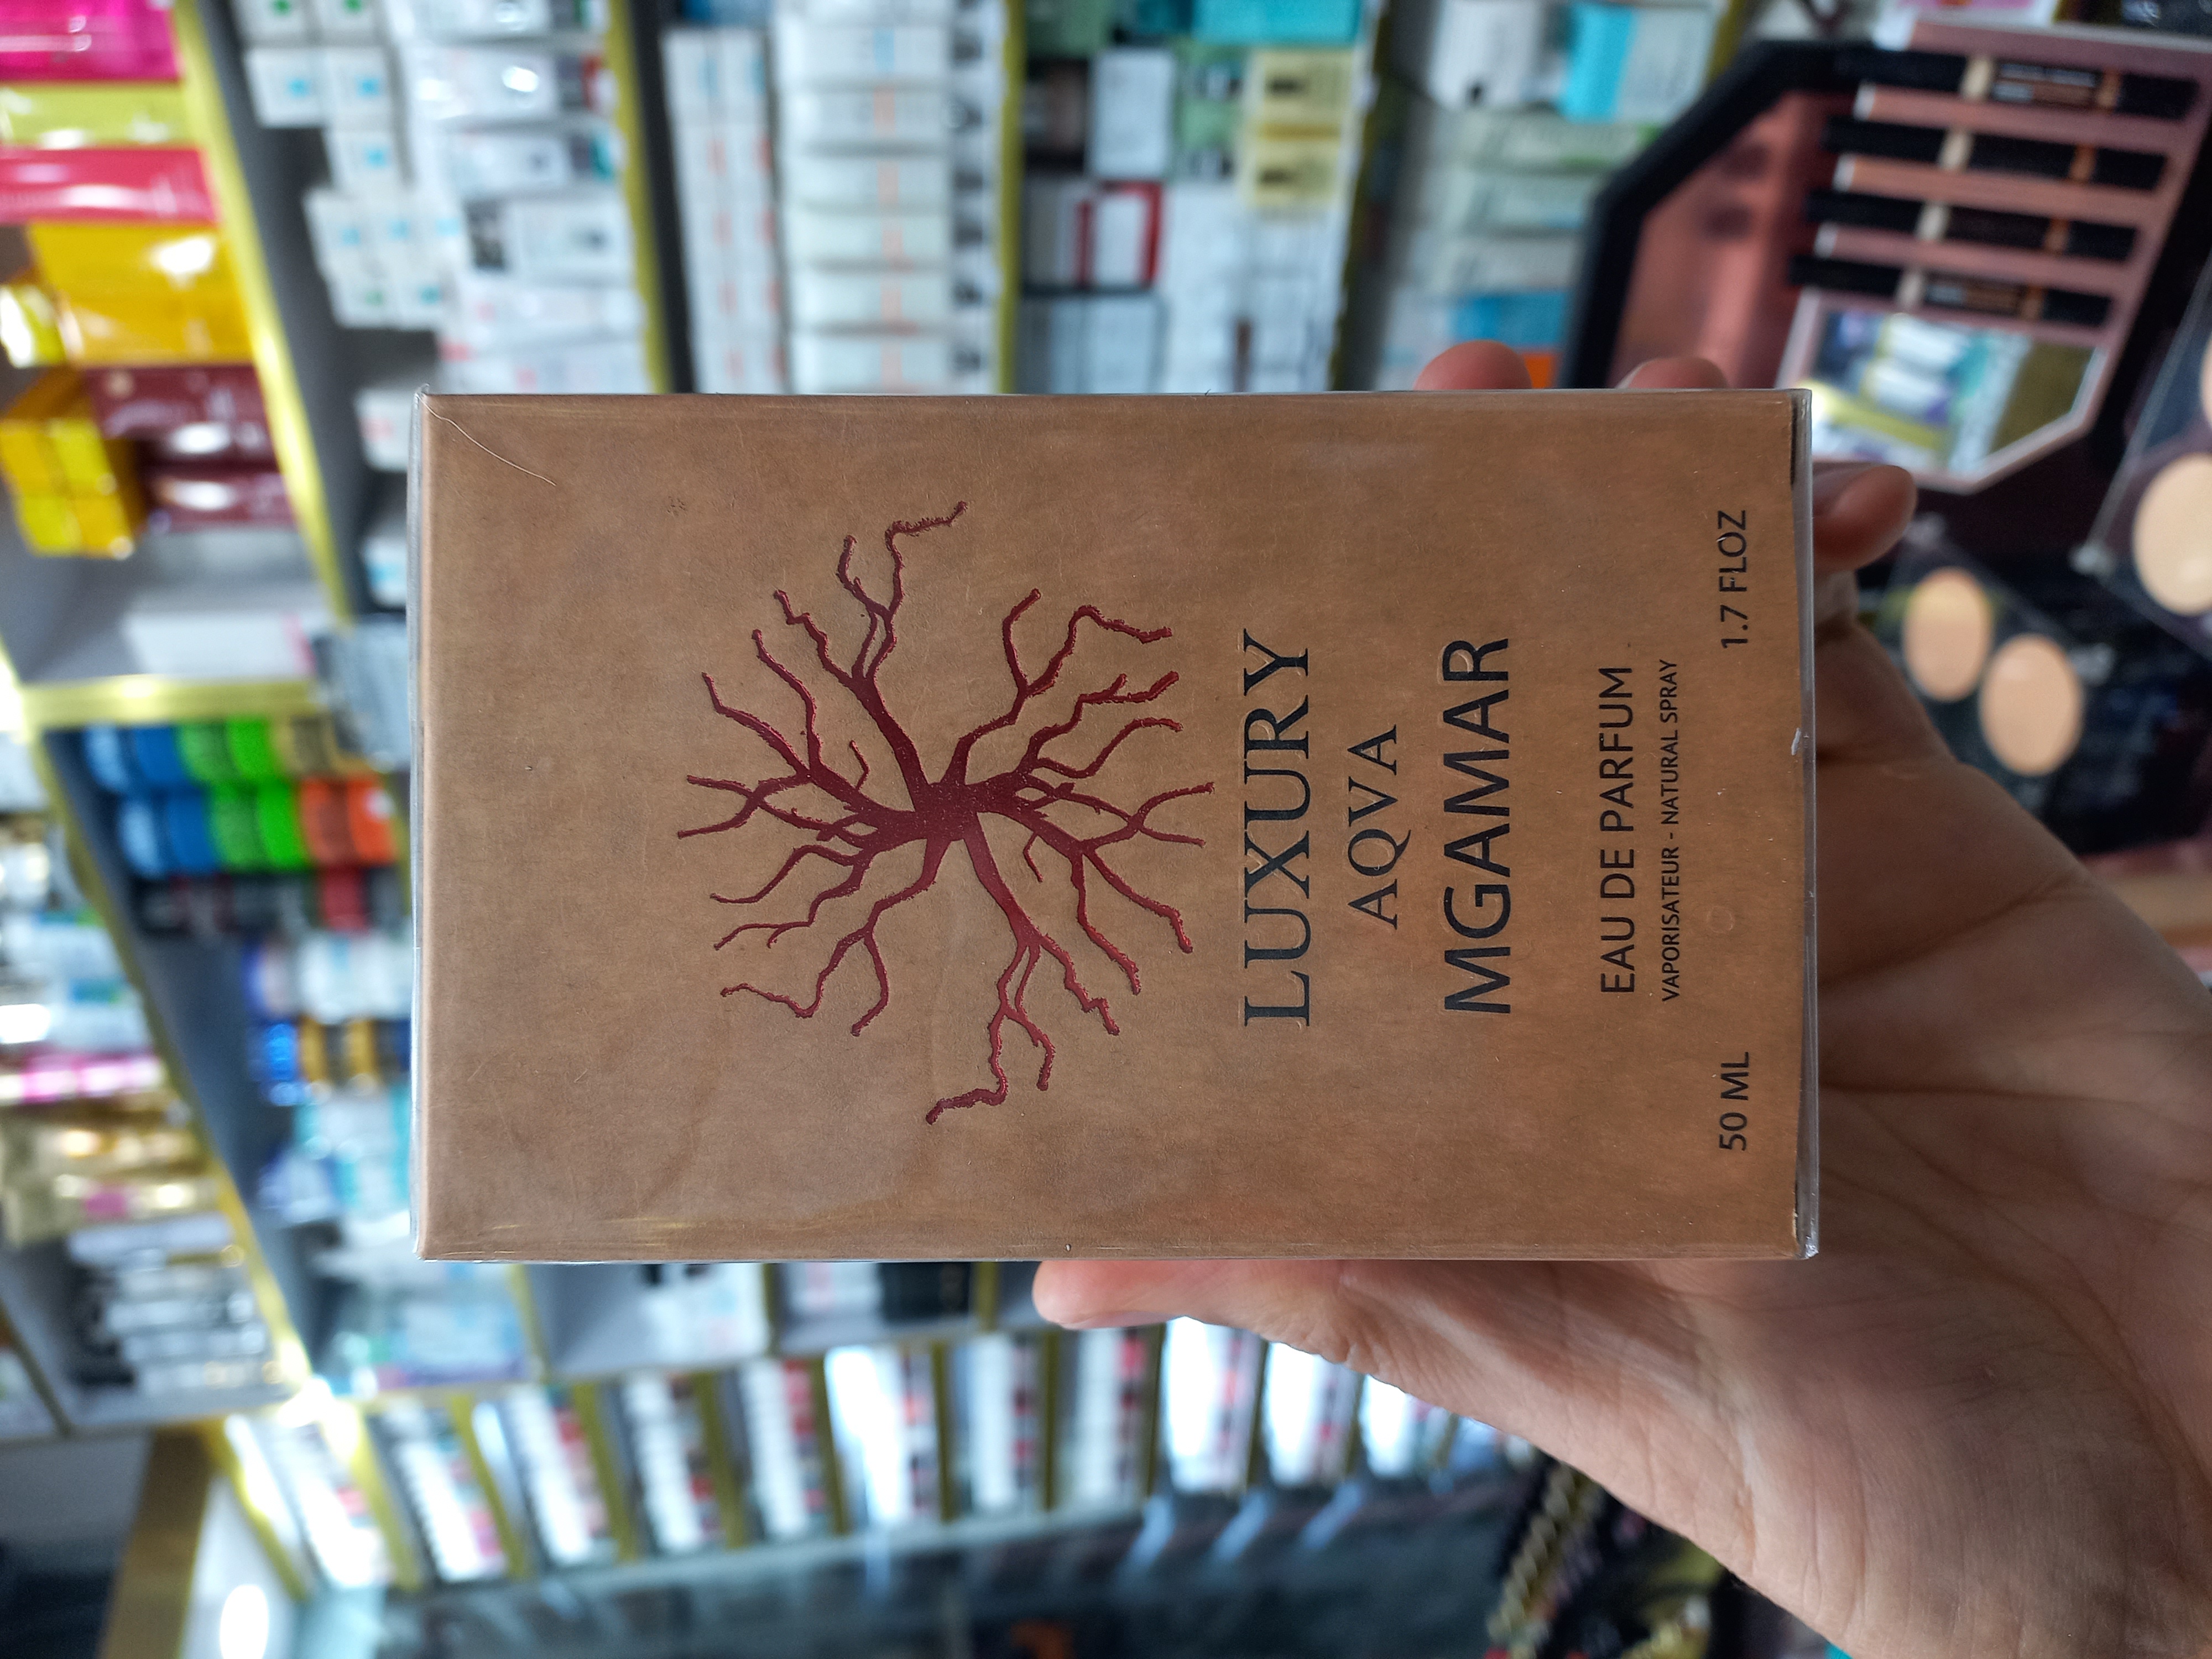 LUXURY
AQVA
MGAMAR
EAU DE PARFUM
VAPORISATEUR - NATURAL SPRAY
50 ML 1.7 FLOZ